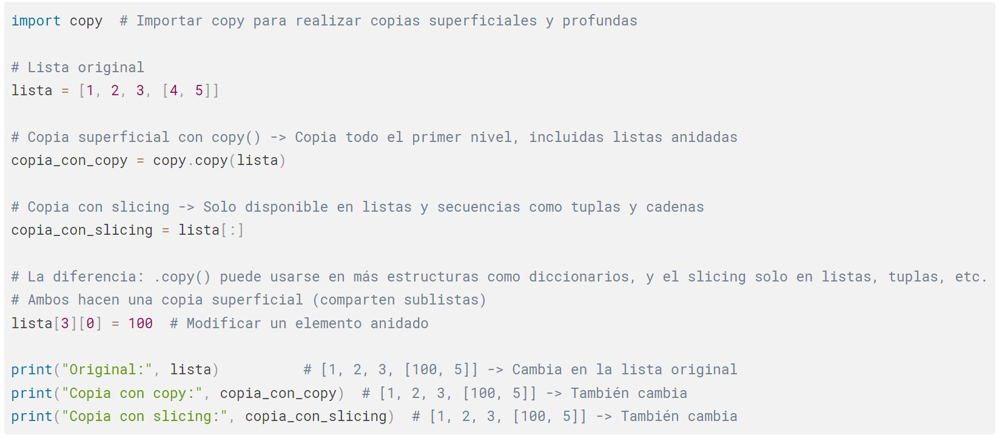 import copy  # Importar copy para realizar copias superficiales y profundas
# Lista original
lista = [1, 2, 3, [4, 5]]
# Copia superficial con copy() -> Copia todo el primer nivel, incluidas listas anidadas
copia_con_copy = copy.copy(lista)
# Copia con slicing -> Solo disponible en listas y secuencias como tuplas y cadenas
copia_con_slicing = lista[:]
# La diferencia: .copy() puede usarse en más estructuras como diccionarios, y el slicing solo en listas, tuplas, etc.
# Ambos hacen una copia superficial (comparten sublistas)
lista[3][0] = 100  # Modificar un elemento anidado
print("Original:", lista)          # [1, 2, 3, [100, 5]] -> Cambia en la lista original
print("Copia con copy:", copia_con_copy)  # [1, 2, 3, [100, 5]] -> También cambia
print("Copia con slicing:", copia_con_slicing)  # [1, 2, 3, [100, 5]] -> También cambia